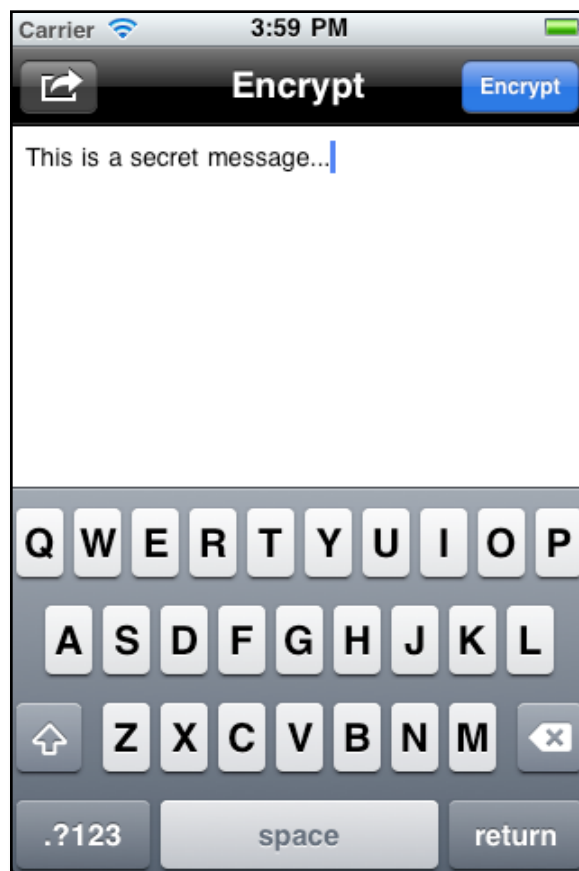 Carrier 3:59 PM
Encrypt Encrypt
This is a secret message...
Q W E R T Y U I O P
A S D F G H J K L
Z X C V B N M
.?123 space return